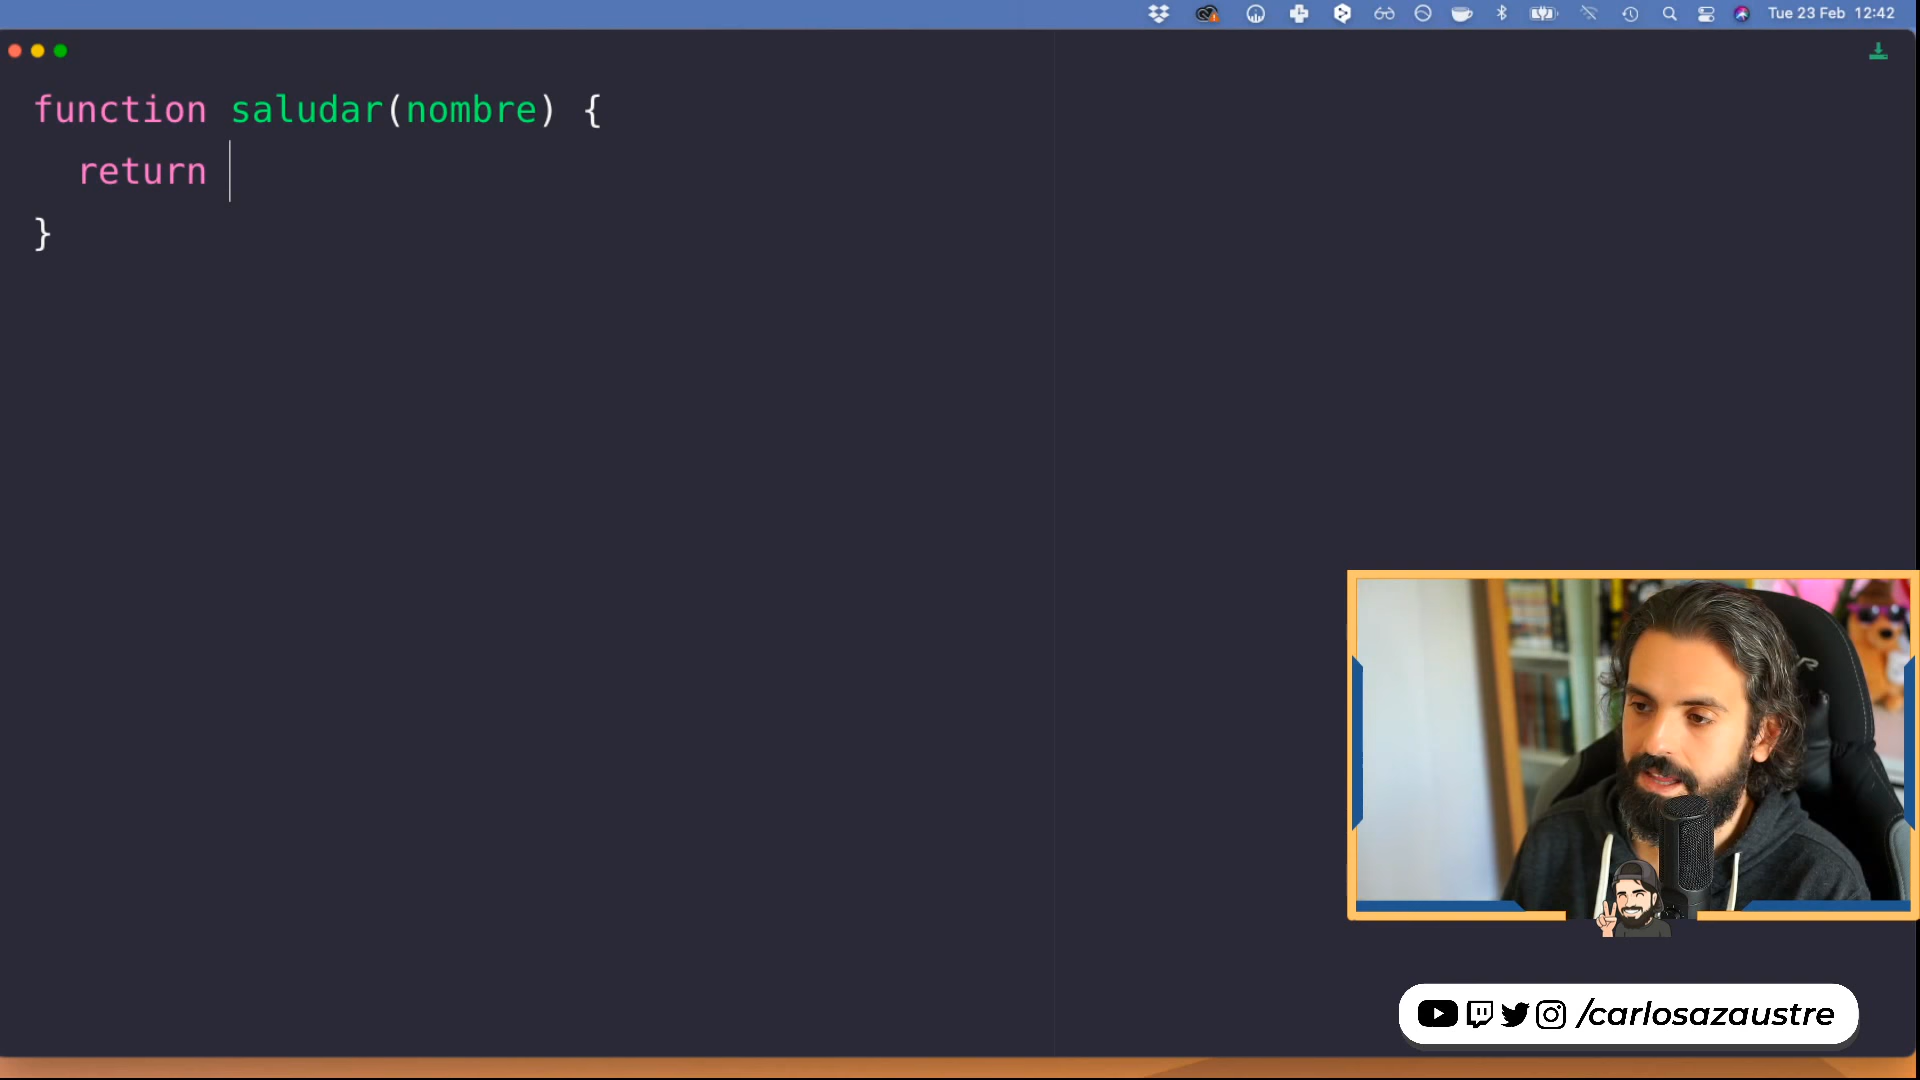 Tue 23 Feb 12:42
function saludar(nombre) {
return
}
/carlosazaustre